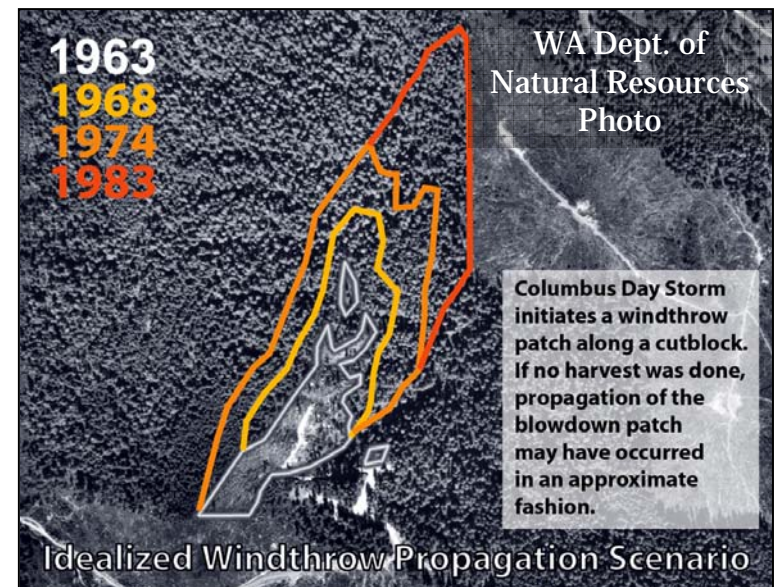 1963
1968
1974
1983
WA Dept. of
Natural Resources
Photo
Columbus Day Storm
initiates a windthrow
patch along a cutblock.
If no harvest was done,
propagation of the
blowdown patch
may have occurred
in an approximate
fashion.
Idealized Windthrow Propagation Scenario